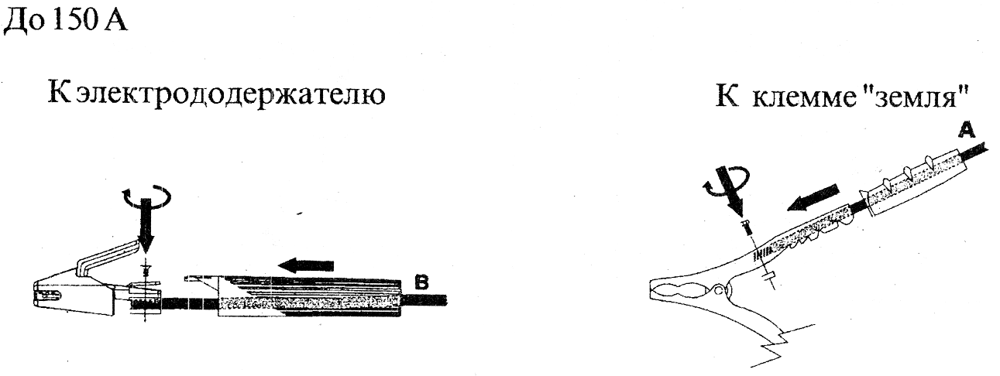 До 150 А
К электрододержателю
К клемме "земля"
A
B